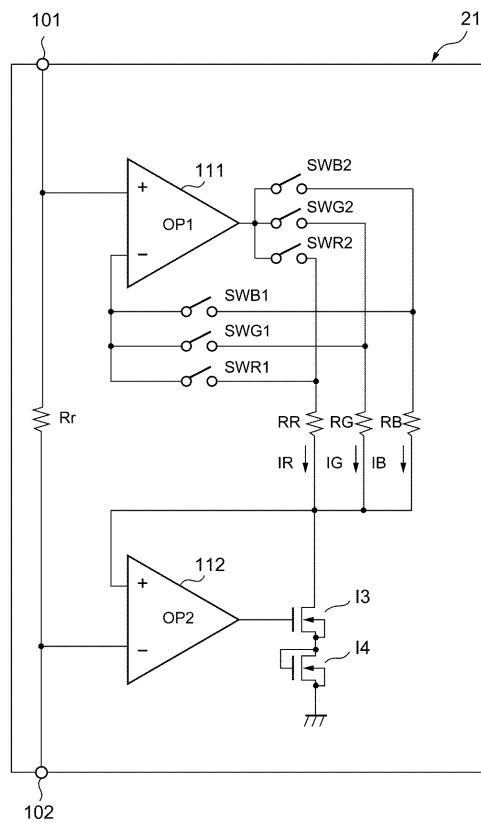 101
21
111
+
OP1
−
SWB2
SWG2
SWR2
SWB1
SWG1
SWR1
Rr
RR RG RB
IR IG IB
112
+
OP2
−
I3
I4
102